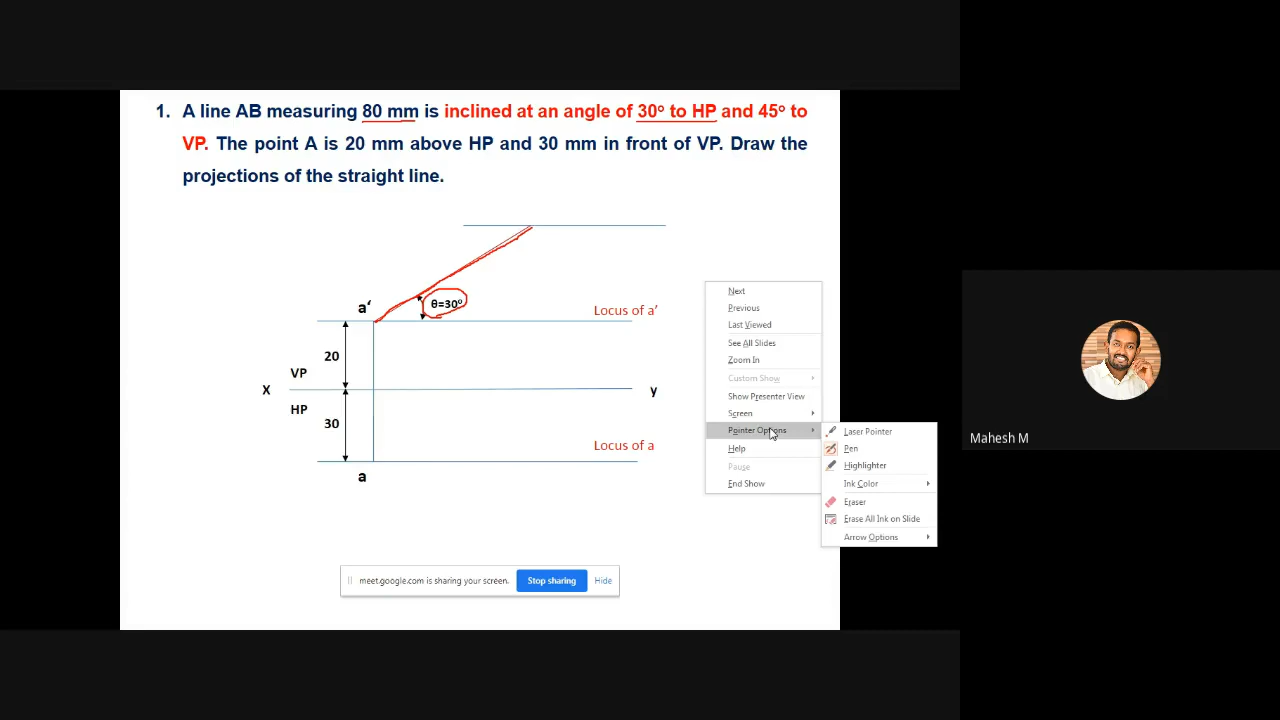 1. A line AB measuring 80 mm is inclined at an angle of 30º to HP and 45º to
VP. The point A is 20 mm above HP and 30 mm in front of VP. Draw the
projections of the straight line.
θ=30º
a‘
Locus of a’
20
VP
X
y
HP
30
Locus of a
a
Next
Previous
Last Viewed
See All Slides
Zoom In
Custom Show
Show Presenter View
Screen
Pointer Options
Help
Pause
End Show
Laser Pointer
Pen
Highlighter
Ink Color
Eraser
Erase All Ink on Slide
Arrow Options
meet.google.com is sharing your screen.
Stop sharing
Hide
Mahesh M